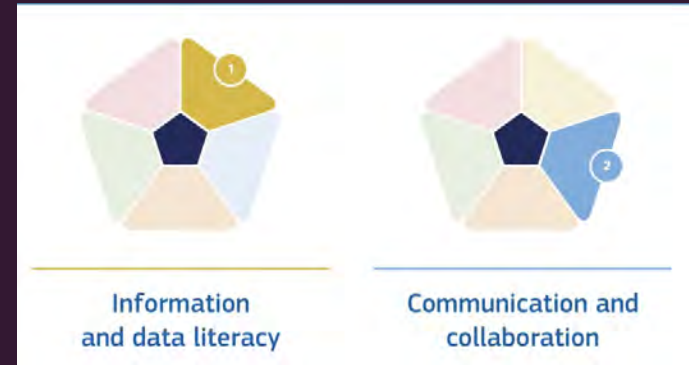 1
2
Information
and data literacy
Communication and
collaboration